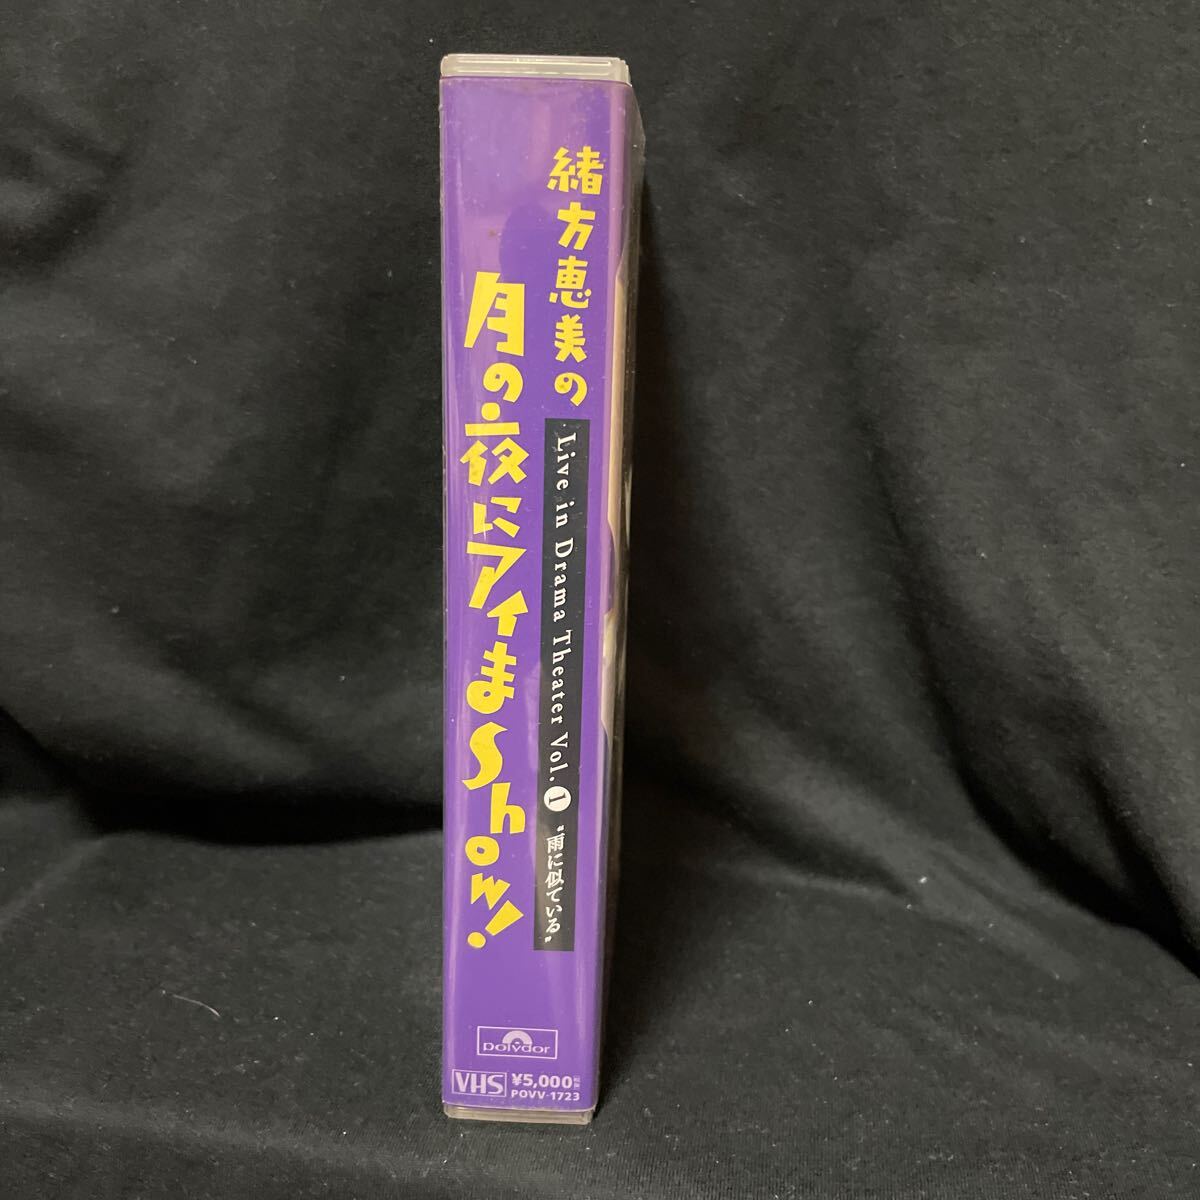 緒方恵美の
月の夜にアイまShow!
Live in Drama Theater Vol.1 "雨に似ている"
polydor
VHS
¥5,000
POVV-1723